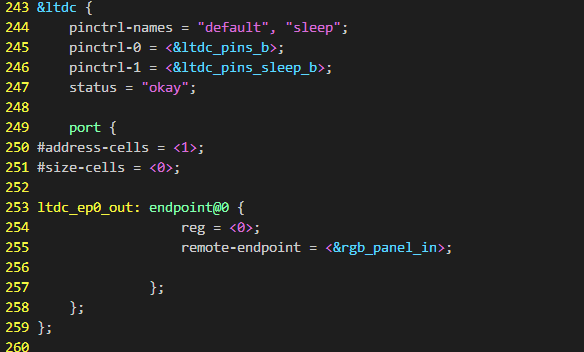 243 &ltdc {
244     pinctrl-names = "default", "sleep";
245     pinctrl-0 = <&ltdc_pins_b>;
246     pinctrl-1 = <&ltdc_pins_sleep_b>;
247     status = "okay";
248
249     port {
250 #address-cells = <1>;
251 #size-cells = <0>;
252
253 ltdc_ep0_out: endpoint@0 {
254                   reg = <0>;
255                   remote-endpoint = <&rgb_panel_in>;
256
257               };
258     };
259 };
260